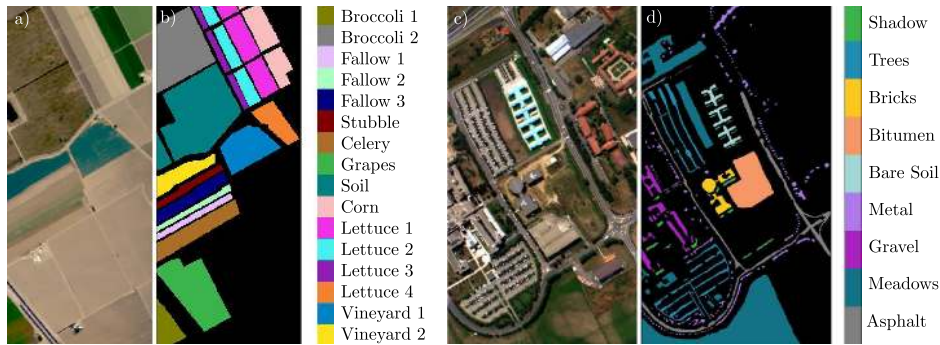 a)
b)
Broccoli 1
Broccoli 2
Fallow 1
Fallow 2
Fallow 3
Stubble
Celery
Grapes
Soil
Corn
Lettuce 1
Lettuce 2
Lettuce 3
Lettuce 4
Vineyard 1
Vineyard 2
c)
d)
Shadow
Trees
Bricks
Bitumen
Bare Soil
Metal
Gravel
Meadows
Asphalt